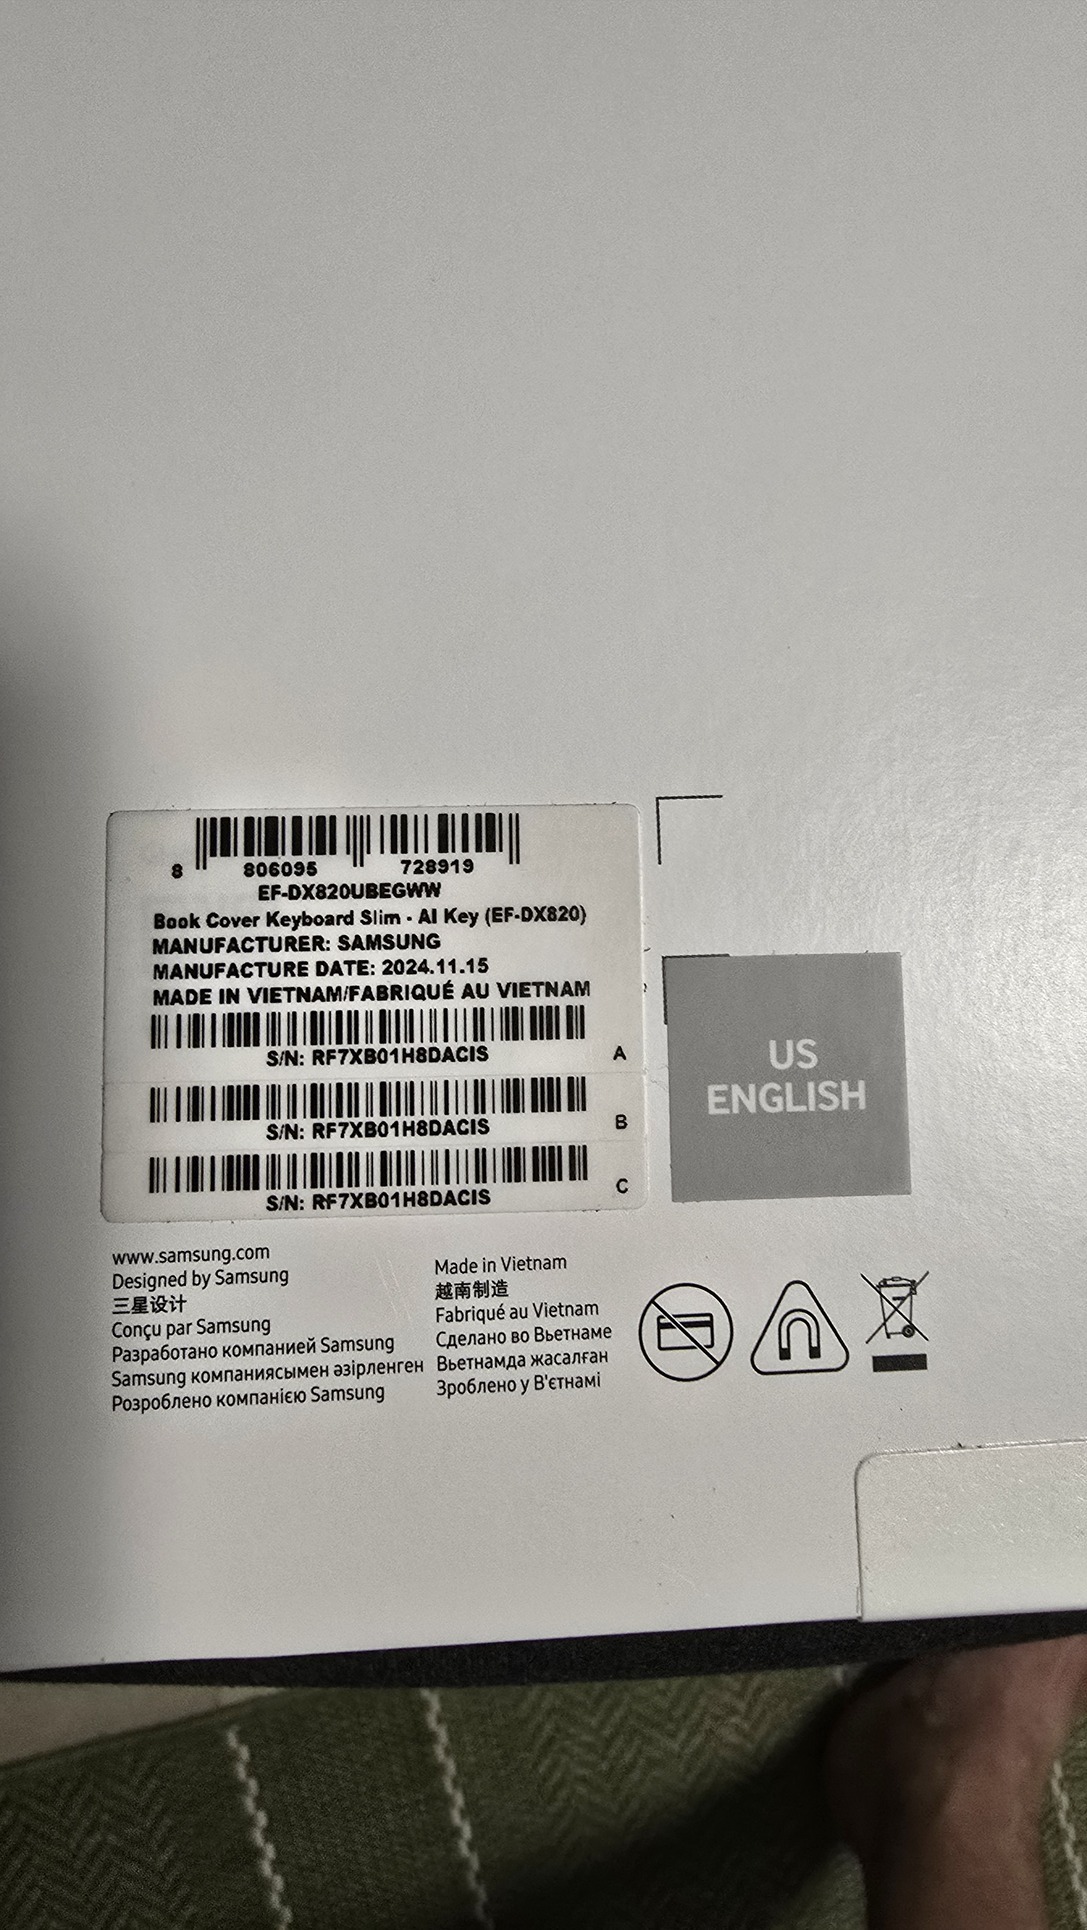 8 806095 728919
EF-DX820UBEGWW
Book Cover Keyboard Slim - AI Key (EF-DX820)
MANUFACTURER: SAMSUNG
MANUFACTURE DATE: 2024.11.15
MADE IN VIETNAM/FABRIQUÉ AU VIETNAM
S/N: RF7XB01H8DACIS
A
S/N: RF7XB01H8DACIS
B
S/N: RF7XB01H8DACIS
C
US
ENGLISH
www.samsung.com
Designed by Samsung
三星设计
Conçu par Samsung
Разработано компанией Samsung
Samsung компаниясымен әзірленген
Розроблено компанією Samsung
Made in Vietnam
越南制造
Fabriqué au Vietnam
Сделано во Вьетнаме
Вьетнамда жасалған
Зроблено у В'єтнамі